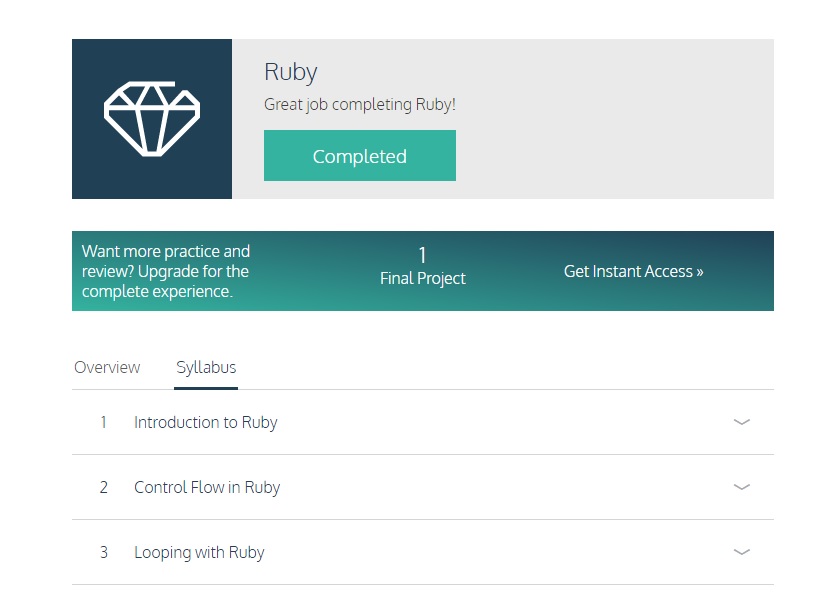 Ruby
Great job completing Ruby!
Completed
Want more practice and
review? Upgrade for the
complete experience.
1
Final Project
Get Instant Access »
Overview
Syllabus
1 Introduction to Ruby
2 Control Flow in Ruby
3 Looping with Ruby